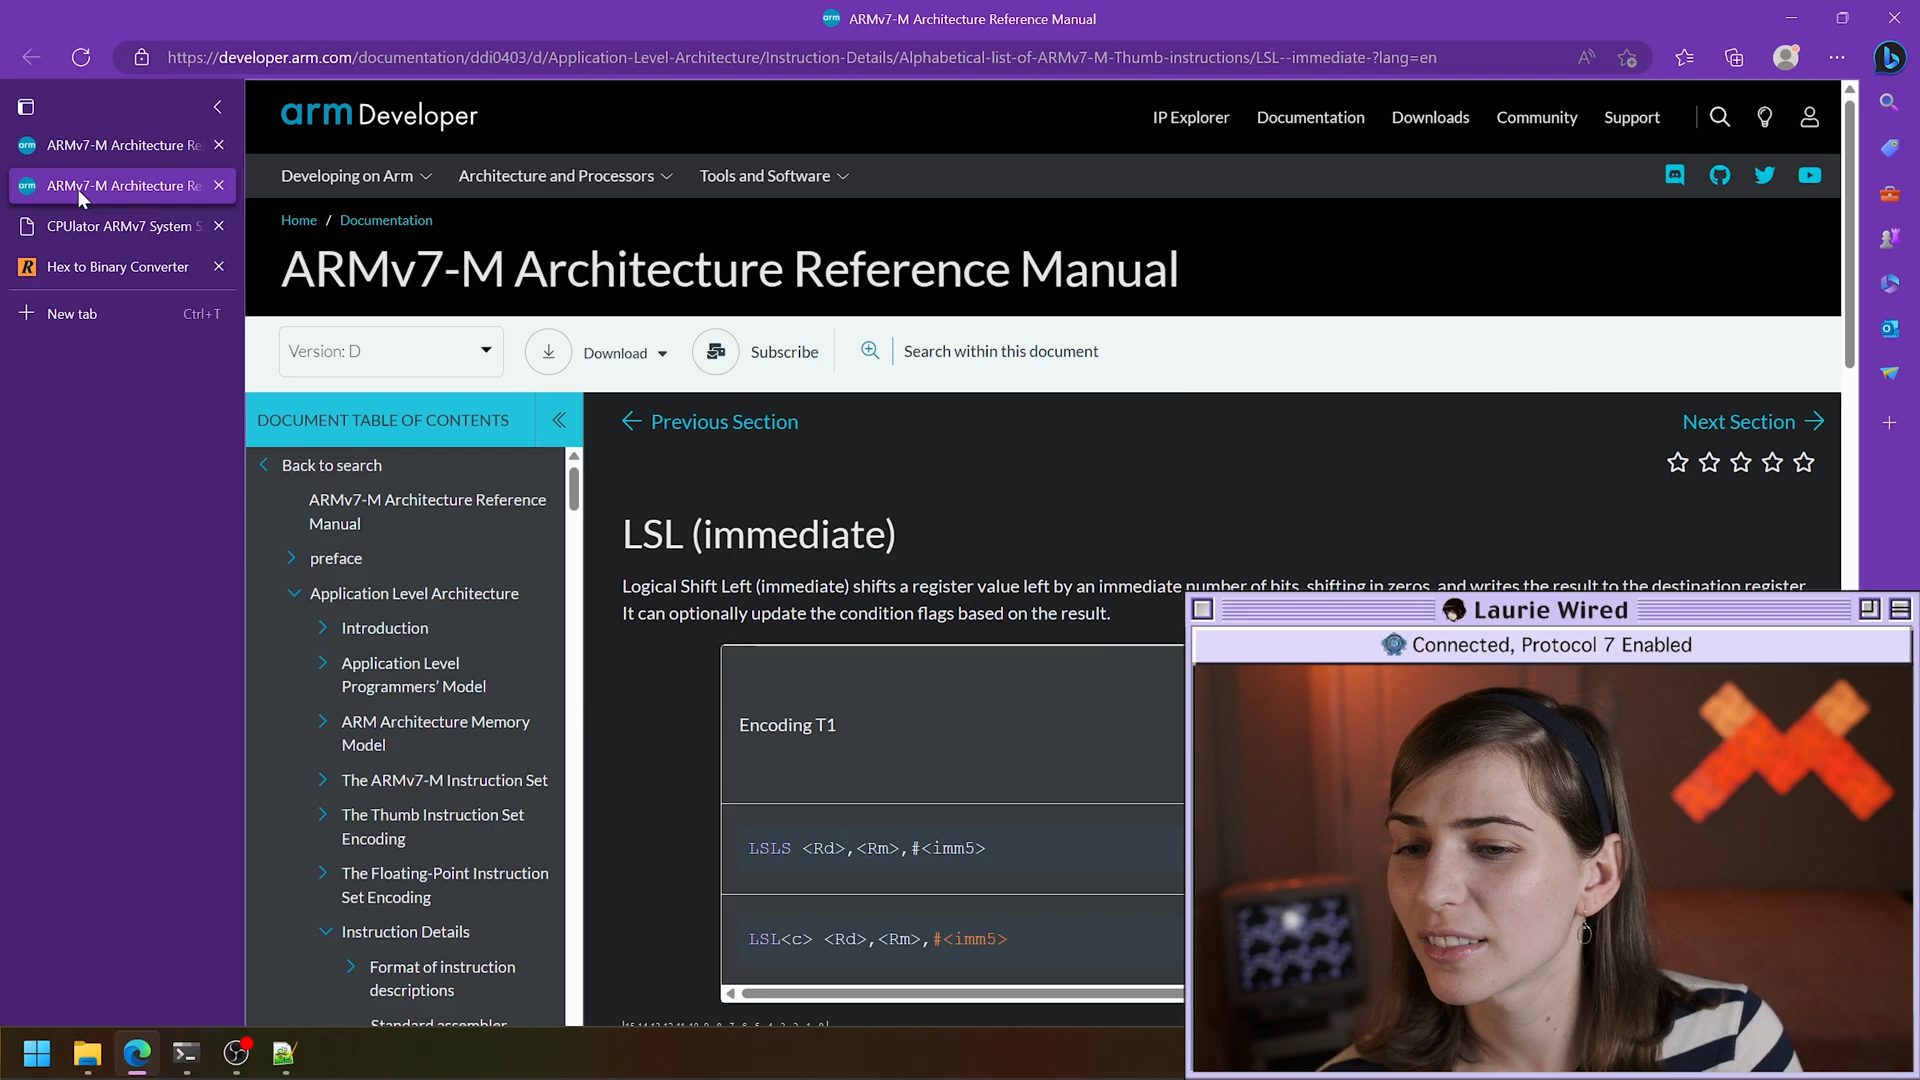 arm ARMv7-M Architecture Reference Manual
https://developer.arm.com/documentation/ddi0403/d/Application-Level-Architecture/Instruction-Details/Alphabetical-list-of-ARMv7-M-Thumb-instructions/LSL--immediate-?lang=en
arm ARMv7-M Architecture Re
arm ARMv7-M Architecture Re
CPUlator ARMv7 System S
R Hex to Binary Converter
New tab Ctrl+T
arm Developer
IP Explorer Documentation Downloads Community Support
Developing on Arm Architecture and Processors Tools and Software
Home / Documentation
ARMv7-M Architecture Reference Manual
Version: D Download Subscribe Search within this document
DOCUMENT TABLE OF CONTENTS
Back to search
ARMv7-M Architecture Reference
Manual
preface
Application Level Architecture
Introduction
Application Level
Programmers' Model
ARM Architecture Memory
Model
The ARMv7-M Instruction Set
The Thumb Instruction Set
Encoding
The Floating-Point Instruction
Set Encoding
Instruction Details
Format of instruction
descriptions
Standard assembler
Previous Section Next Section
LSL (immediate)
Logical Shift Left (immediate) shifts a register value left by an immediate number of bits, shifting in zeros, and writes the result to the destination register.
It can optionally update the condition flags based on the result.
Encoding T1
LSLS <Rd>,<Rm>,#<imm5>
LSL<c> <Rd>,<Rm>,#<imm5>
Laurie Wired
Connected, Protocol 7 Enabled